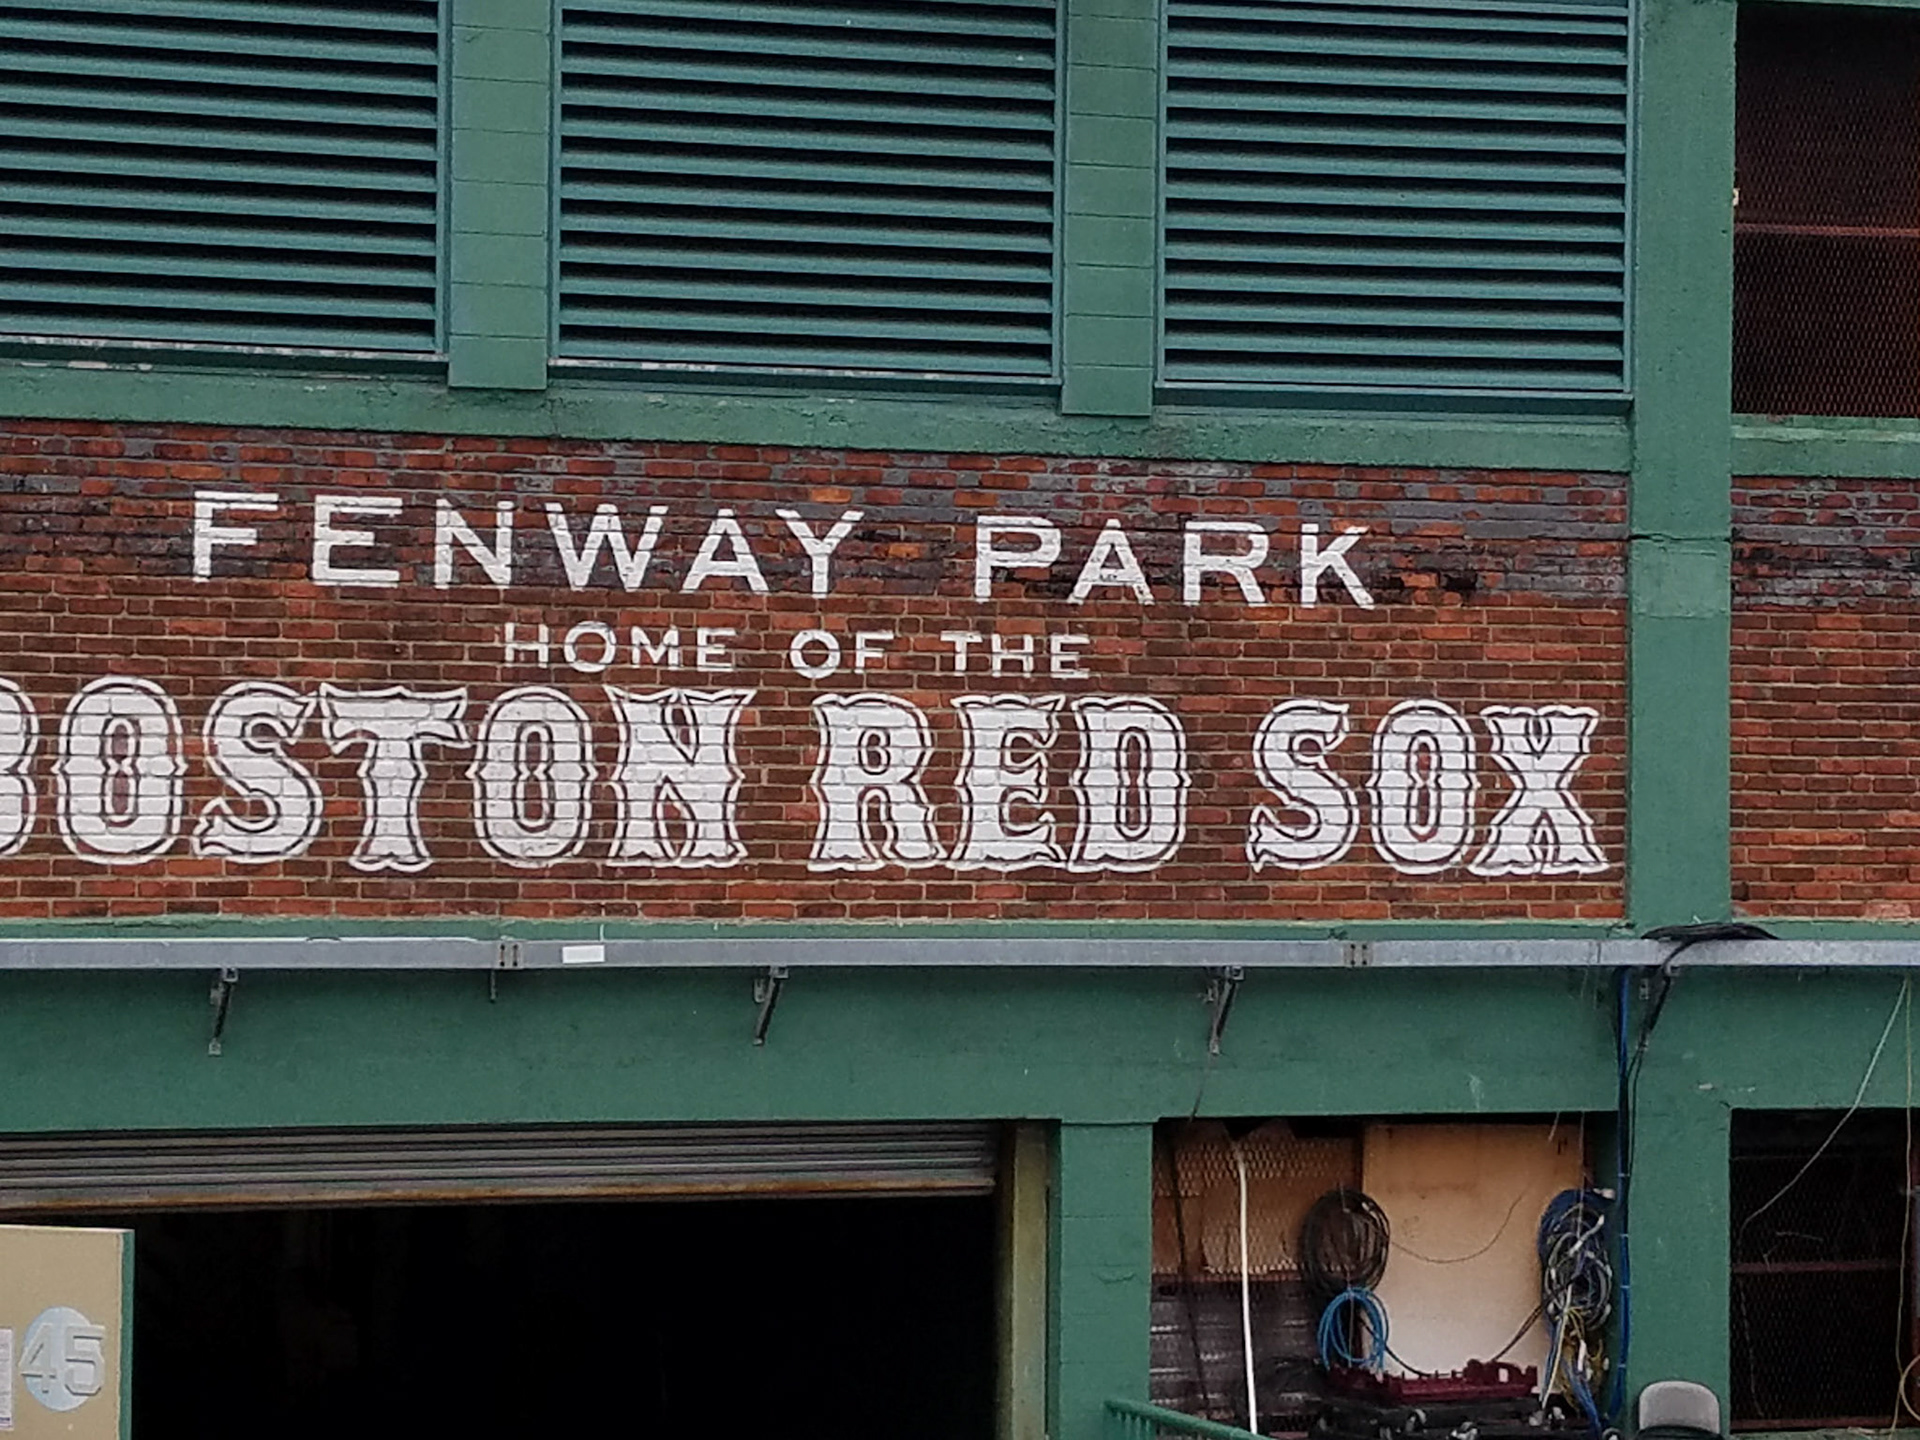 FENWAY PARK
HOME OF THE
BOSTON RED SOX
45